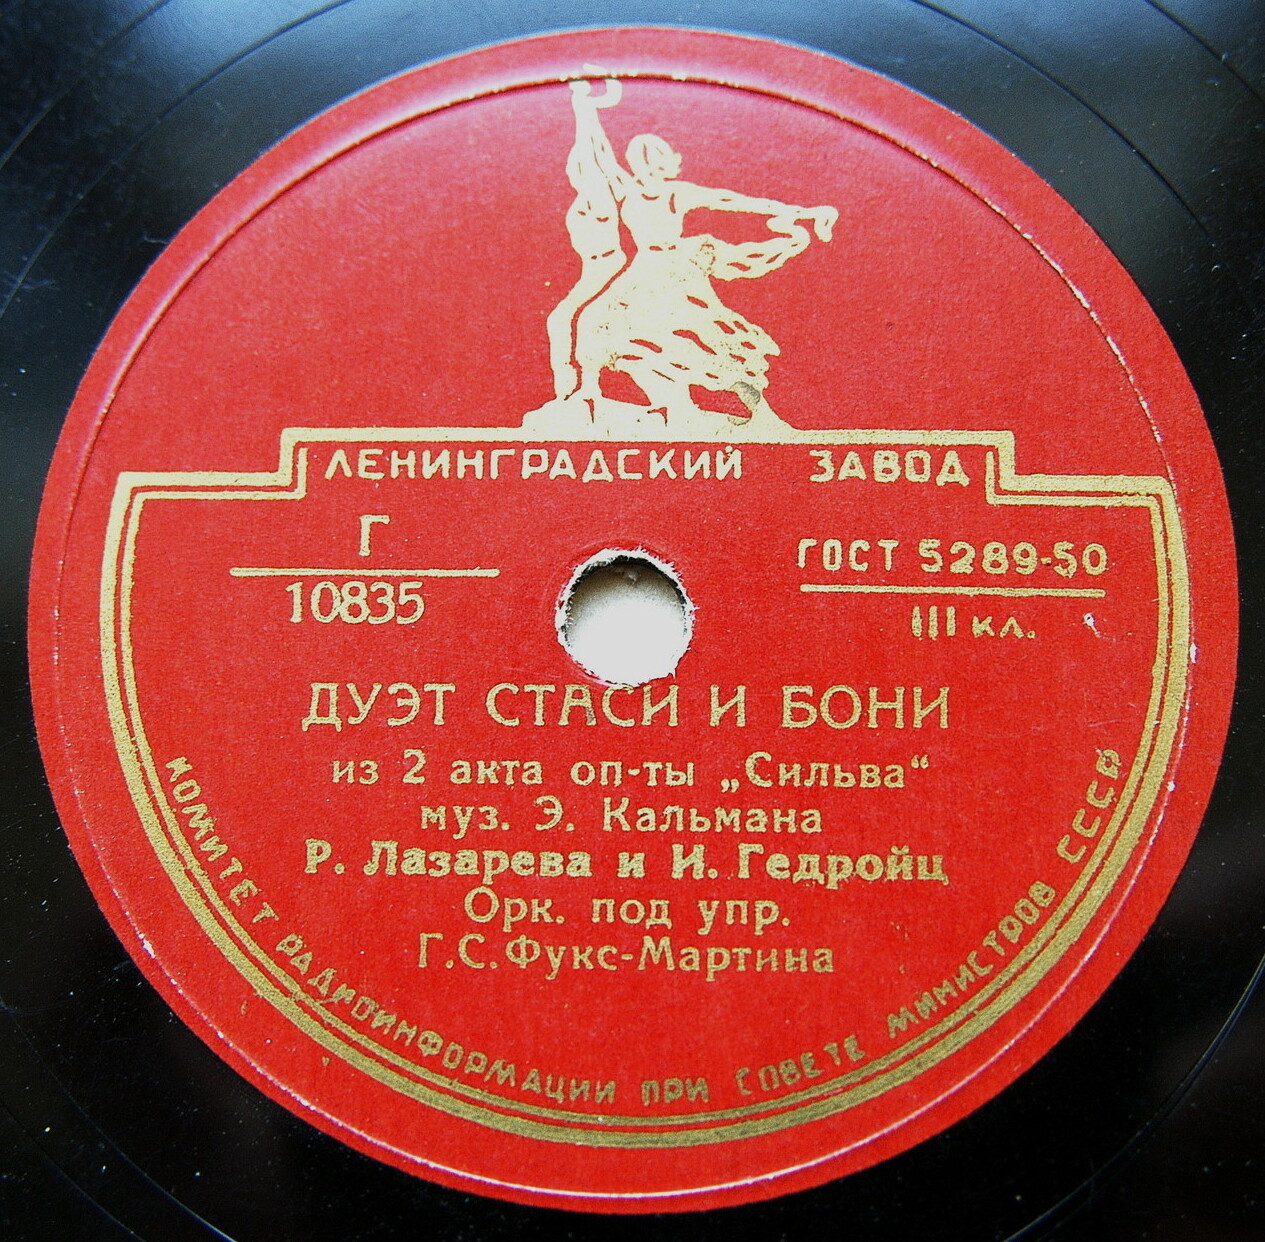 ЛЕНИНГРАДСКИЙ ЗАВОД
Г
10835
ГОСТ 5289-50
III кл.
ДУЭТ СТАСИ И БОНИ
из 2 акта оп-ты „Сильва“
муз. Э. Кальмана
Р. Лазарева и И. Гедройц
Орк. под упр.
Г.С.Фукс-Мартина
КОМИТЕТ РАДИОИНФОРМАЦИИ ПРИ СОВЕТЕ МИНИСТРОВ СССР